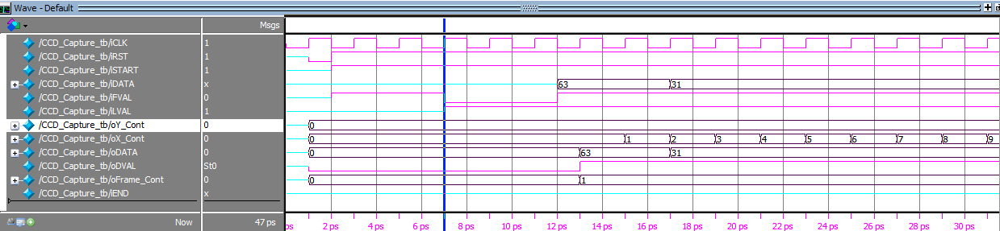 Wave - Default
Msgs
/CCD_Capture_tb/iCLK 1
/CCD_Capture_tb/iRST 1
/CCD_Capture_tb/iSTART 1
/CCD_Capture_tb/iDATA x 63 31
/CCD_Capture_tb/iFVAL 0
/CCD_Capture_tb/iLVAL 1
/CCD_Capture_tb/oY_Cont 0 0
/CCD_Capture_tb/oX_Cont 0 0 1 2 3 4 5 6 7 8 9
/CCD_Capture_tb/oDATA 0 0 63 31
/CCD_Capture_tb/oDVAL St0
/CCD_Capture_tb/oFrame_Cont 0 0 1
/CCD_Capture_tb/iEND x
Now 47 ps ps 2 ps 4 ps 6 ps 8 ps 10 ps 12 ps 14 ps 16 ps 18 ps 20 ps 22 ps 24 ps 26 ps 28 ps 30 ps